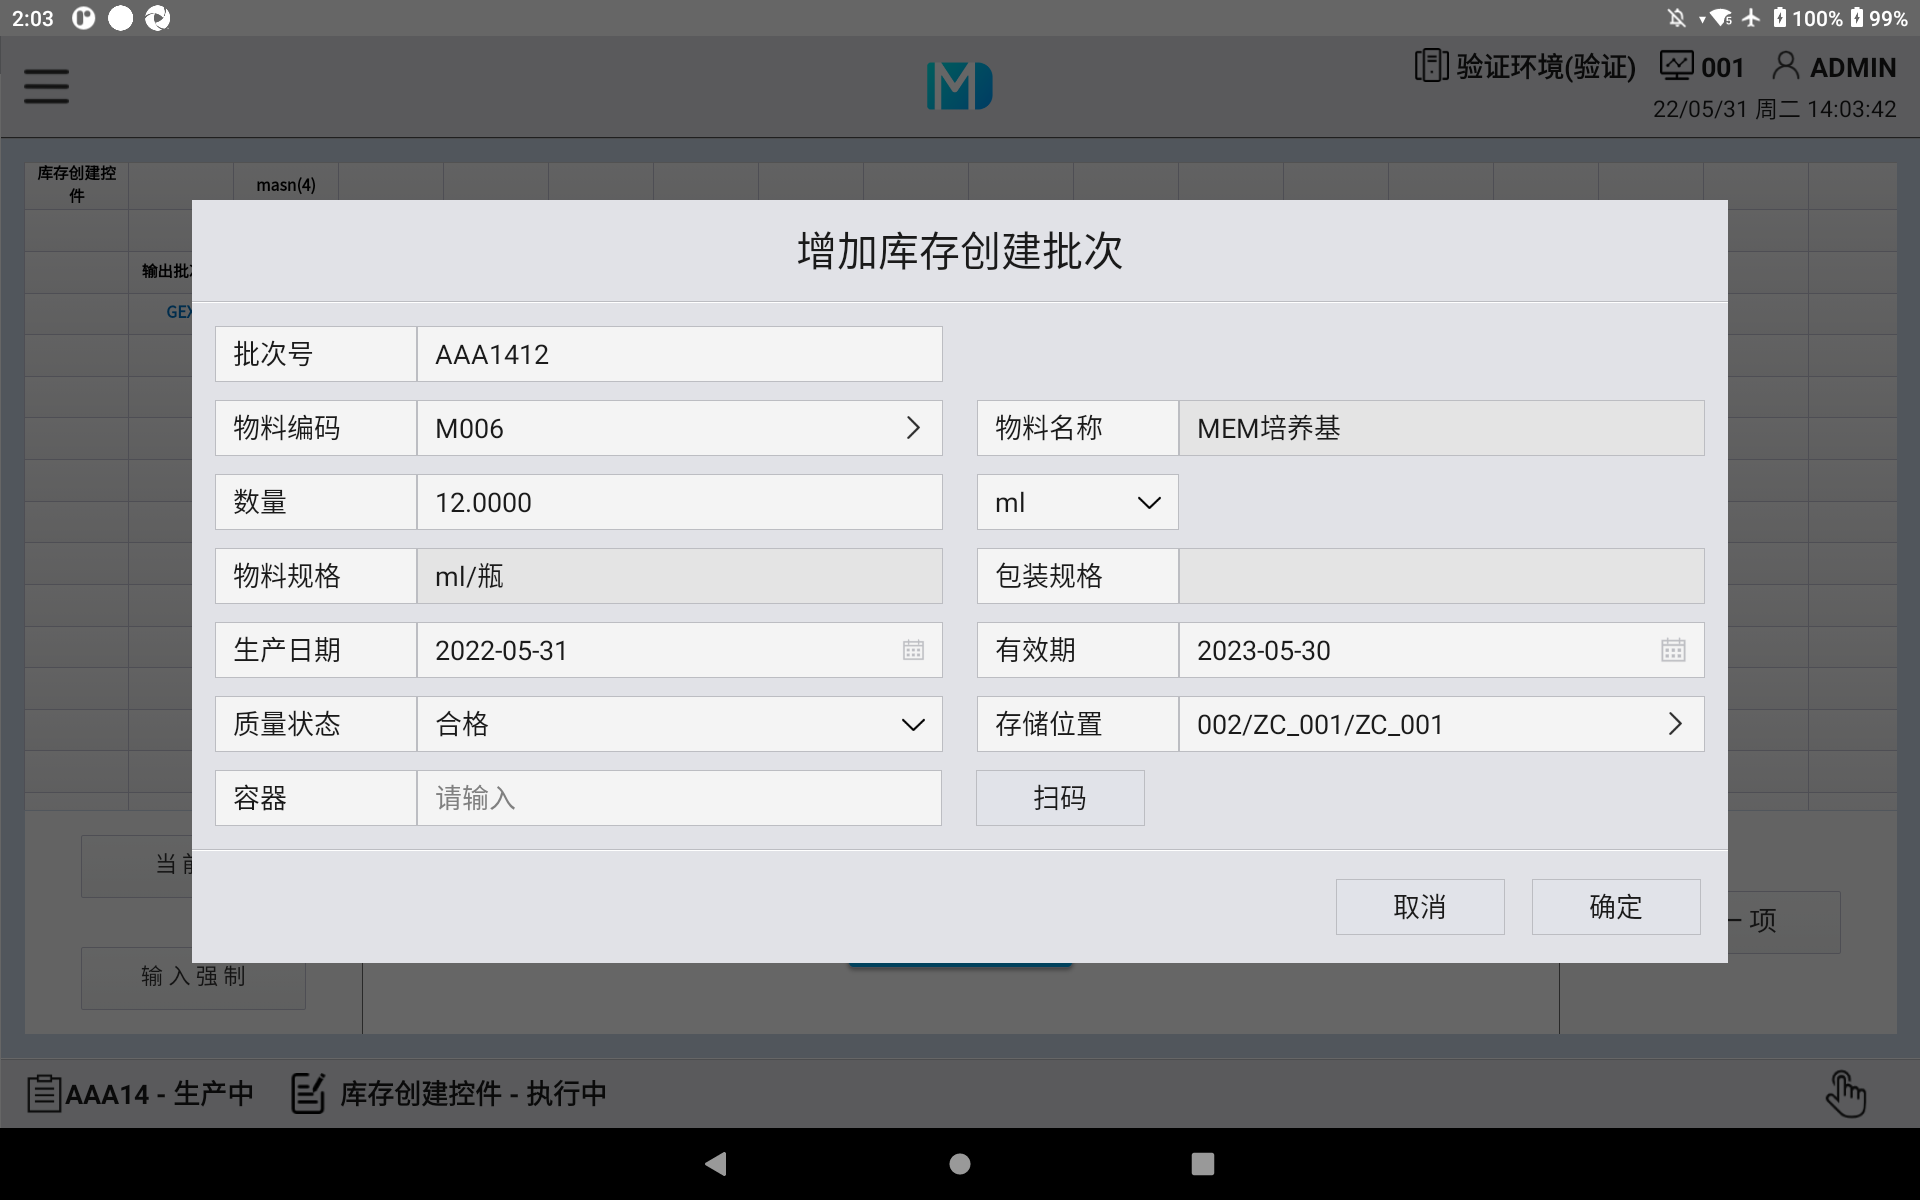 2:03
100% 99%
验证环境(验证) 001 ADMIN
22/05/31 周二 14:03:42
库存创建控件
masn(4)
增加库存创建批次
输出批
GEX
批次号 AAA1412
物料编码 M006 物料名称 MEM培养基
数量 12.0000 ml
物料规格 ml/瓶 包装规格
生产日期 2022-05-31 有效期 2023-05-30
质量状态 合格 存储位置 002/ZC_001/ZC_001
容器 请输入 扫码
当前
取消 确定
一项
输入强制
AAA14 - 生产中 库存创建控件 - 执行中